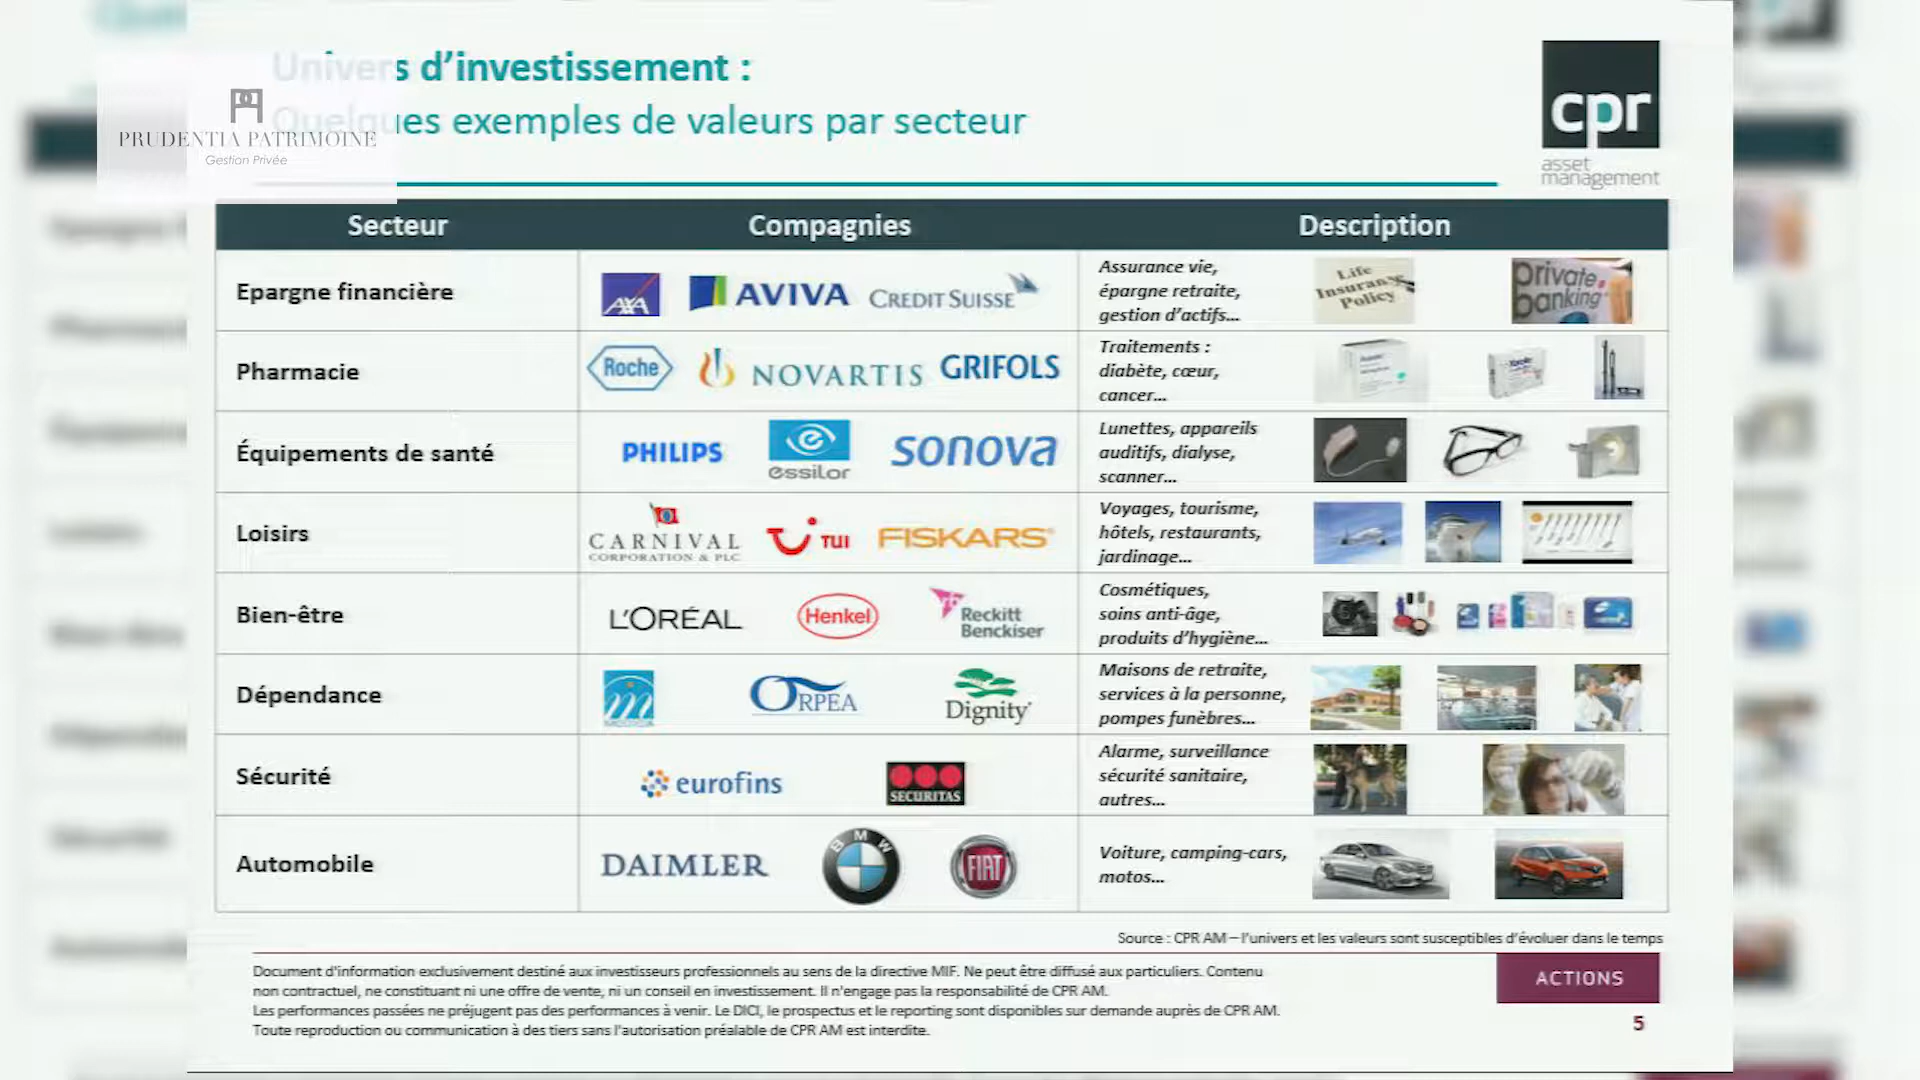 Univers d'investissement :
Quelques exemples de valeurs par secteur
PRUDENTIA PATRIMOINE
Gestion Privée
cpr
asset
management
Secteur Compagnies Description
Epargne financière
AXA AVIVA CREDIT SUISSE
Assurance vie,
épargne retraite,
gestion d'actifs...
Life
Insurance
Policy
private
banking
Pharmacie
Roche NOVARTIS GRIFOLS
Traitements :
diabète, cœur,
cancer...
Équipements de santé
PHILIPS essilor sonova
Lunettes, appareils
auditifs, dialyse,
scanner...
Loisirs
CARNIVAL
CORPORATION & PLC
TUI FISKARS
Voyages, tourisme,
hôtels, restaurants,
jardinage...
Bien-être
L'ORÉAL Henkel Reckitt
Benckiser
Cosmétiques,
soins anti-âge,
produits d'hygiène...
Dépendance
ORPEA Dignity
Maisons de retraite,
services à la personne,
pompes funèbres...
Sécurité
eurofins SECURITAS
Alarme, surveillance
sécurité sanitaire,
autres...
Automobile
DAIMLER BMW FIAT
Voiture, camping-cars,
motos...
Source : CPR AM – l'univers et les valeurs sont susceptibles d'évoluer dans le temps
Document d'information exclusivement destiné aux investisseurs professionnels au sens de la directive MIF. Ne peut être diffusé aux particuliers. Contenu
non contractuel, ne constituant ni une offre de vente, ni un conseil en investissement. Il n'engage pas la responsabilité de CPR AM.
Les performances passées ne préjugent pas des performances à venir. Le DICI, le prospectus et le reporting sont disponibles sur demande auprès de CPR AM.
Toute reproduction ou communication à des tiers sans l'autorisation préalable de CPR AM est interdite.
ACTIONS
5